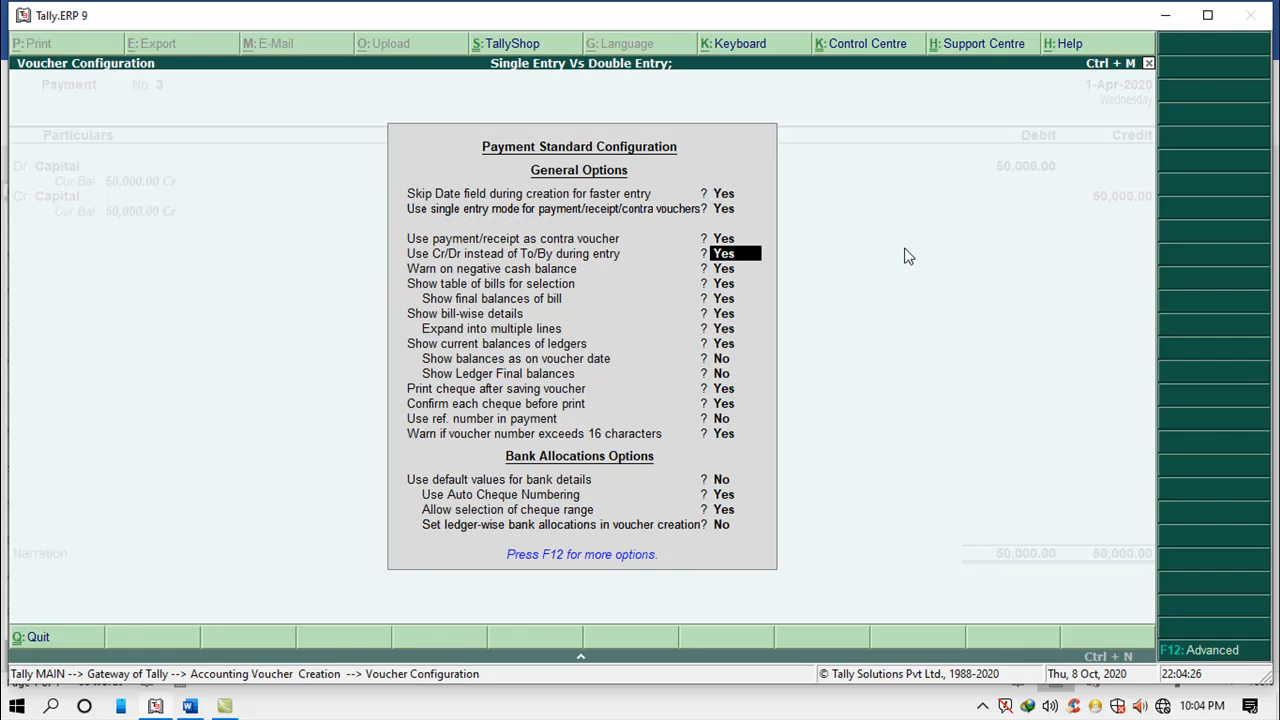 Tally.ERP 9
P: Print E: Export M: E-Mail O: Upload S: TallyShop G: Language K: Keyboard K: Control Centre H: Support Centre H: Help
Voucher Configuration Single Entry Vs Double Entry; Ctrl + M
Payment No. 3 1-Apr-2020
Wednesday
Particulars Debit Credit
Dr: Capital 50,000.00
Cur Bal 50,000.00 Cr
Cr: Capital 50,000.00
Cur Bal 50,000.00 Cr
Payment Standard Configuration
General Options
Skip Date field during creation for faster entry ? Yes
Use single entry mode for payment/receipt/contra vouchers? Yes
Use payment/receipt as contra voucher ? Yes
Use Cr/Dr instead of To/By during entry ? Yes
Warn on negative cash balance ? Yes
Show table of bills for selection ? Yes
Show final balances of bill ? Yes
Show bill-wise details ? Yes
Expand into multiple lines ? Yes
Show current balances of ledgers ? Yes
Show balances as on voucher date ? No
Show Ledger Final balances ? No
Print cheque after saving voucher ? Yes
Confirm each cheque before print ? Yes
Use ref. number in payment ? No
Warn if voucher number exceeds 16 characters ? Yes
Bank Allocations Options
Use default values for bank details ? No
Use Auto Cheque Numbering ? Yes
Allow selection of cheque range ? Yes
Set ledger-wise bank allocations in voucher creation? No
Press F12 for more options.
Narration 50,000.00 50,000.00
Q: Quit
F12: Advanced
Ctrl + N
Tally MAIN --> Gateway of Tally --> Accounting Voucher Creation --> Voucher Configuration © Tally Solutions Pvt Ltd., 1988-2020 Thu, 8 Oct, 2020 22:04:26
10:04 PM